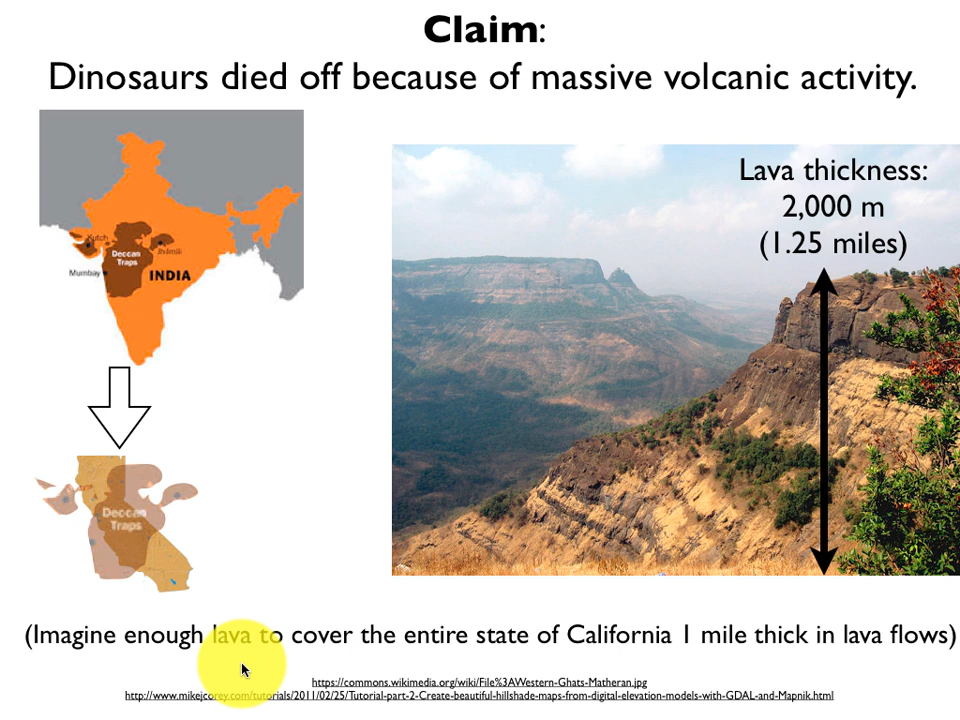 Claim:
Dinosaurs died off because of massive volcanic activity.
Kutch
Deccan
Traps
Jhilmili
Mumbai
INDIA
Lava thickness:
2,000 m
(1.25 miles)
Deccan
Traps
(Imagine enough lava to cover the entire state of California 1 mile thick in lava flows)
https://commons.wikimedia.org/wiki/File%3AWestern-Ghats-Matheran.jpg
http://www.mikejcorey.com/tutorials/2011/02/25/Tutorial-part-2-Create-beautiful-hillshade-maps-from-digital-elevation-models-with-GDAL-and-Mapnik.html